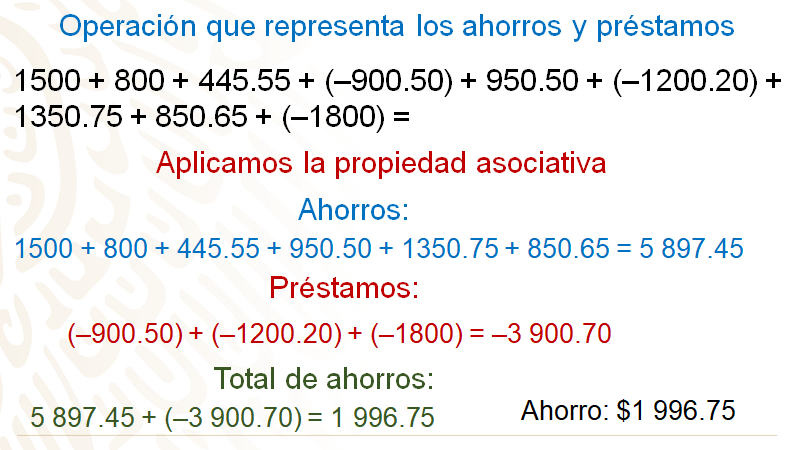 Operación que representa los ahorros y préstamos
1500 + 800 + 445.55 + (–900.50) + 950.50 + (–1200.20) +
1350.75 + 850.65 + (–1800) =
Aplicamos la propiedad asociativa
Ahorros:
1500 + 800 + 445.55 + 950.50 + 1350.75 + 850.65 = 5 897.45
Préstamos:
(–900.50) + (–1200.20) + (–1800) = –3 900.70
Total de ahorros:
5 897.45 + (–3 900.70) = 1 996.75
Ahorro: $1 996.75